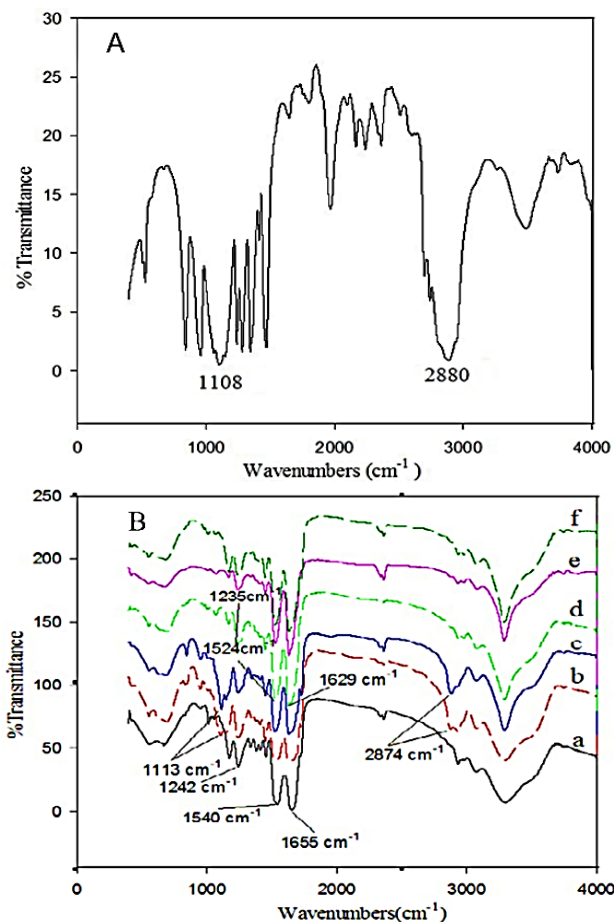 A
30
25
20
15
10
5
0
% Transmittance
1108
2880
0 1000 2000 3000 4000
Wavenumbers (cm⁻¹)
B
250
200
150
100
50
0
%Transmittance
f
e
1235cm⁻¹
d
1524cm⁻¹
c
1629 cm⁻¹
b
2874 cm⁻¹
a
1113 cm⁻¹
1242 cm⁻¹
1540 cm⁻¹
1655 cm⁻¹
0 1000 2000 3000 4000
Wavenumbers(cm⁻¹)